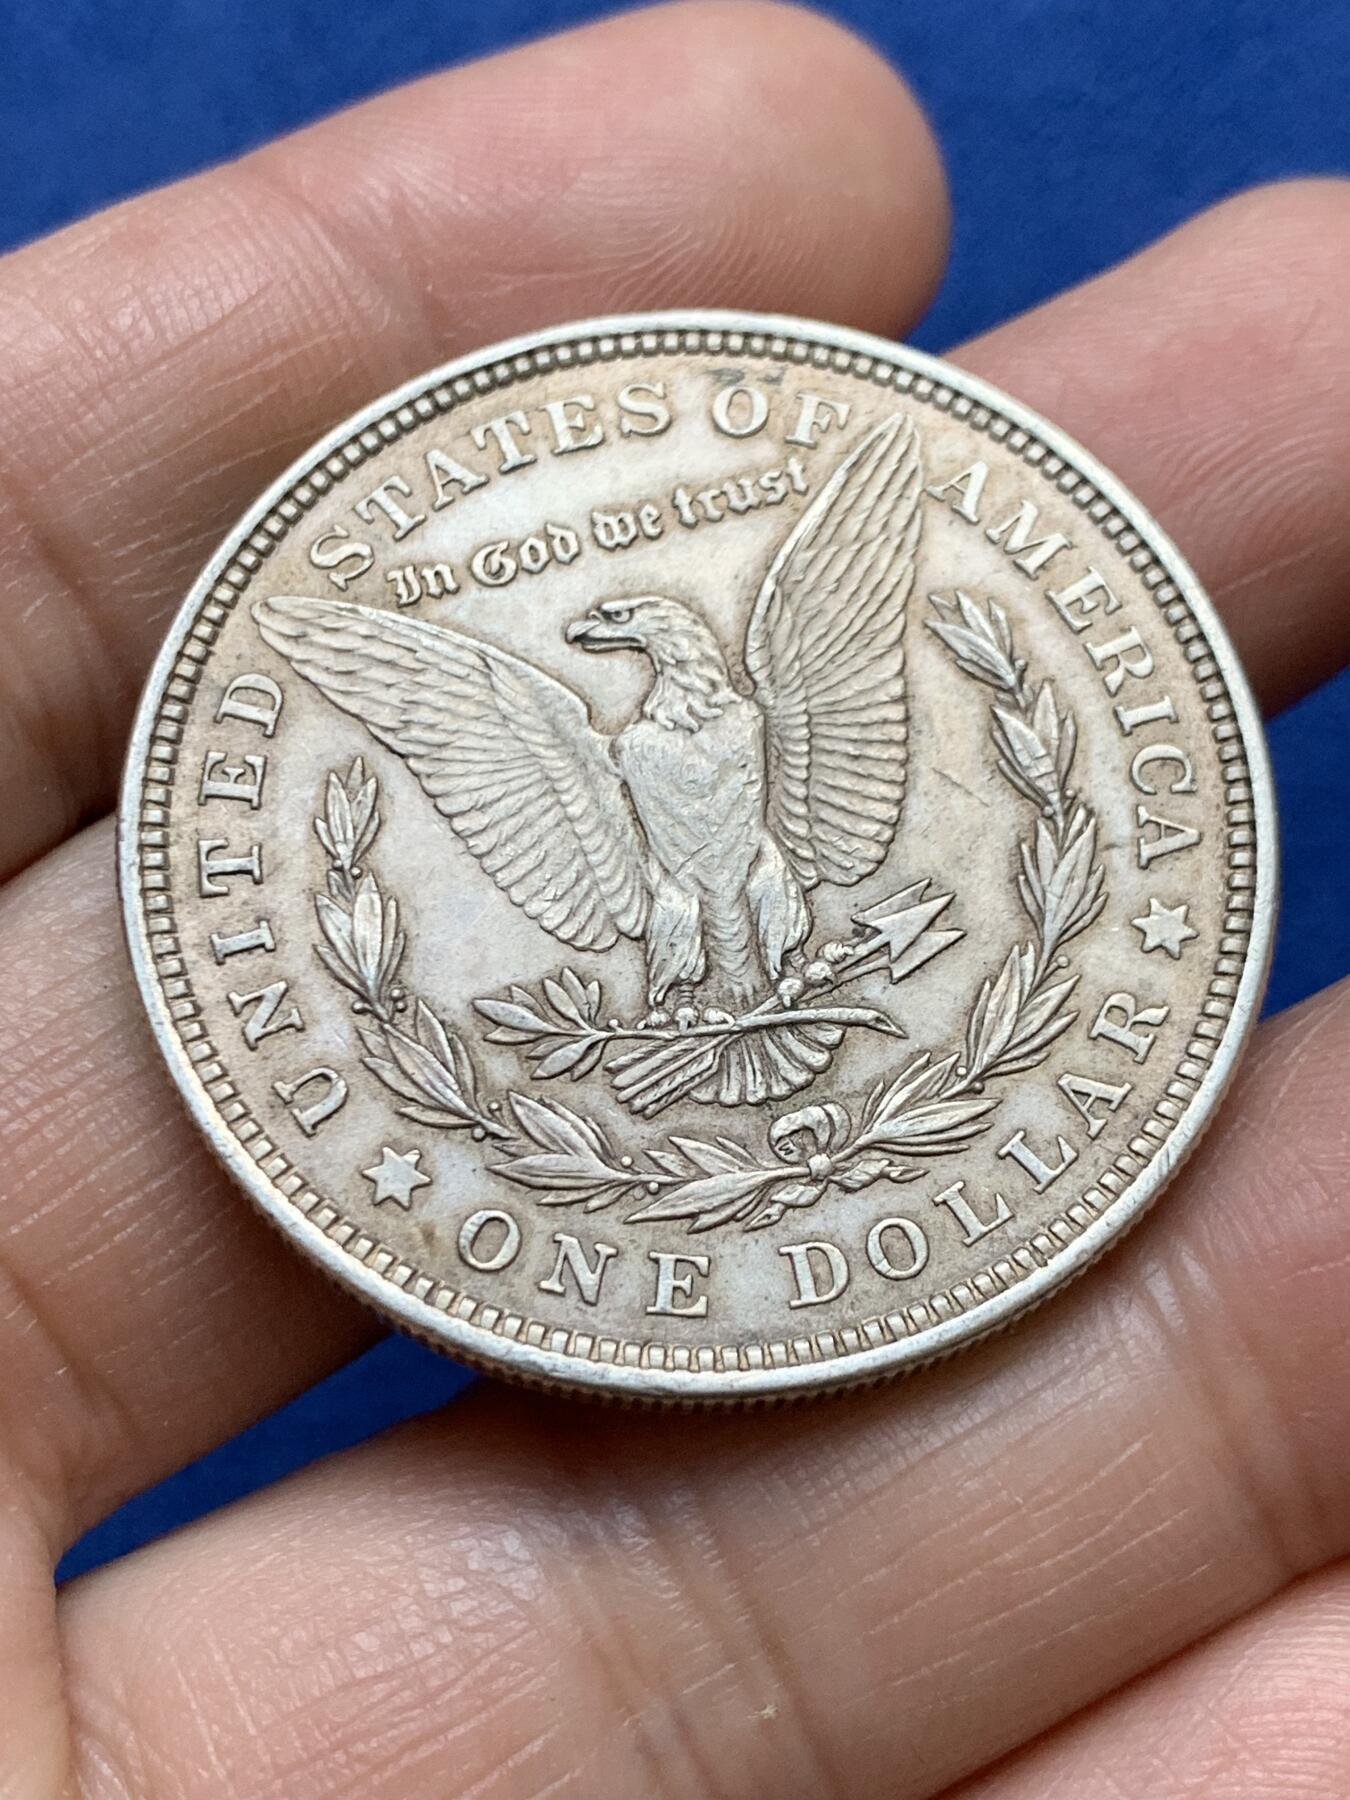 UNITED STATES OF AMERICA
In God we trust
ONE DOLLAR